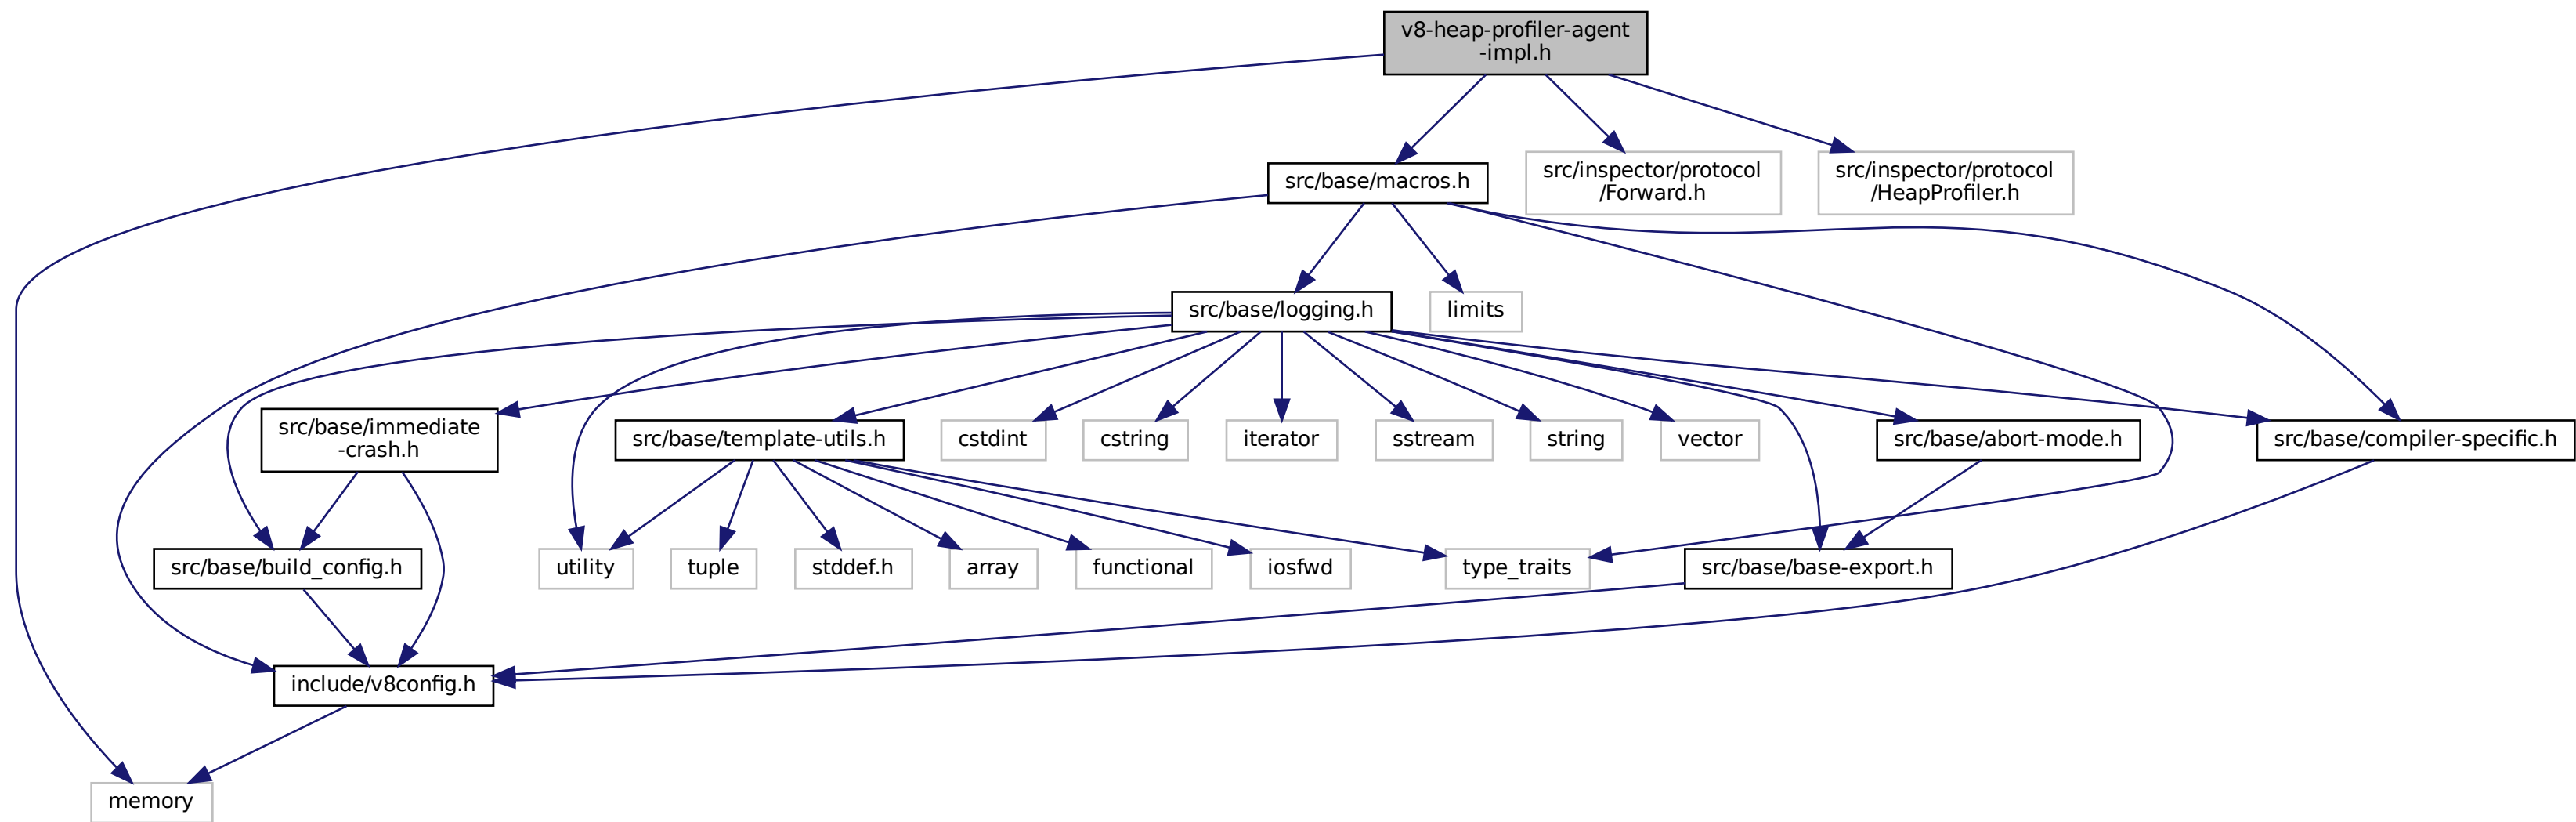 v8-heap-profiler-agent
-impl.h
src/base/macros.h
src/inspector/protocol
/Forward.h
src/inspector/protocol
/HeapProfiler.h
src/base/logging.h
limits
src/base/immediate
-crash.h
src/base/template-utils.h
cstdint
cstring
iterator
sstream
string
vector
src/base/abort-mode.h
src/base/compiler-specific.h
src/base/build_config.h
utility
tuple
stddef.h
array
functional
iosfwd
type_traits
src/base/base-export.h
include/v8config.h
memory